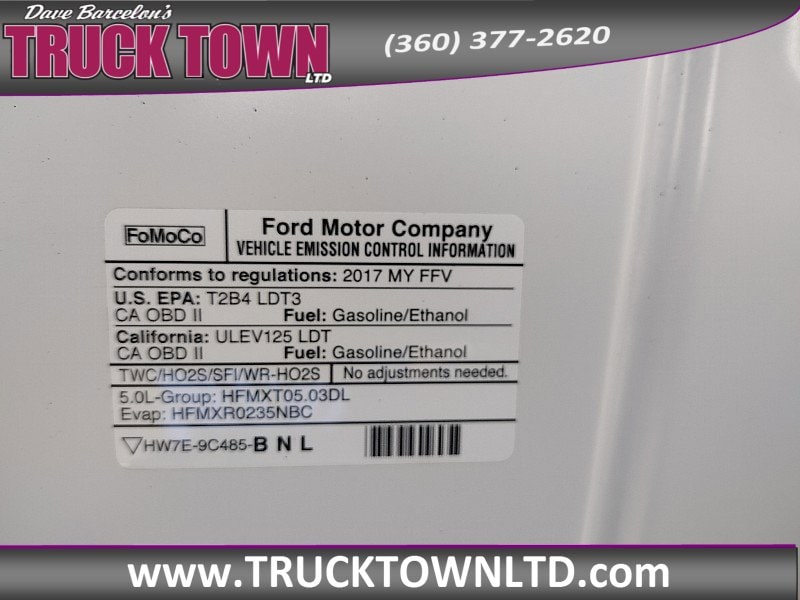 Dave Barcelon's
TRUCK TOWN
LTD
(360) 377-2620
FoMoCo
Ford Motor Company
VEHICLE EMISSION CONTROL INFORMATION
Conforms to regulations: 2017 MY FFV
U.S. EPA: T2B4 LDT3
CA OBD II Fuel: Gasoline/Ethanol
California: ULEV125 LDT
CA OBD II Fuel: Gasoline/Ethanol
TWC/HO2S/SFI/WR-HO2S No adjustments needed.
5.0L-Group: HFMXT05.03DL
Evap: HFMXR0235NBC
HW7E-9C485-B N L
www.TRUCKTOWNLTD.com